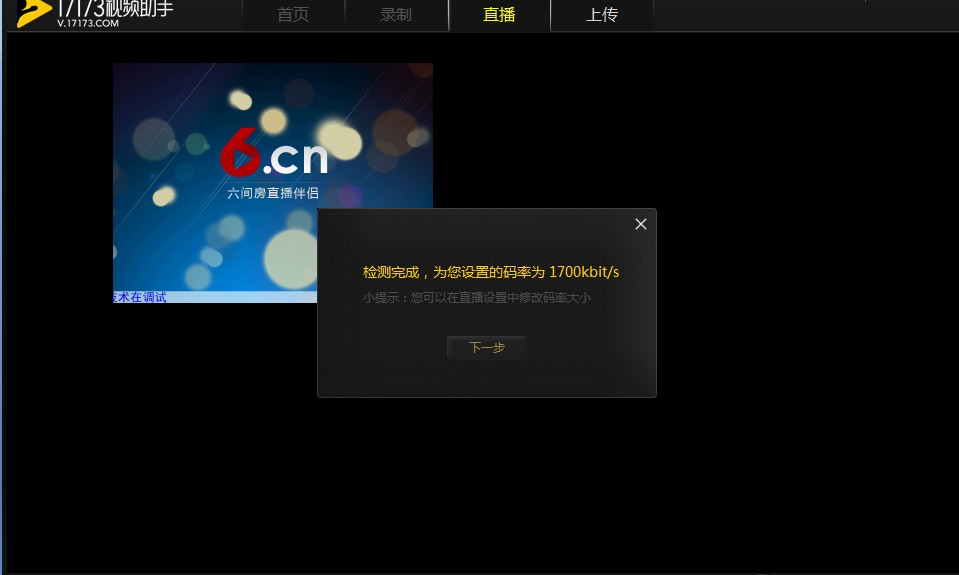 17173视频助手
V.17173.COM
首页
录制
直播
上传
6.cn
六间房直播伴侣
技术在调试
检测完成，为您设置的码率为 1700kbit/s
小提示：您可以在直播设置中修改码率大小
下一步